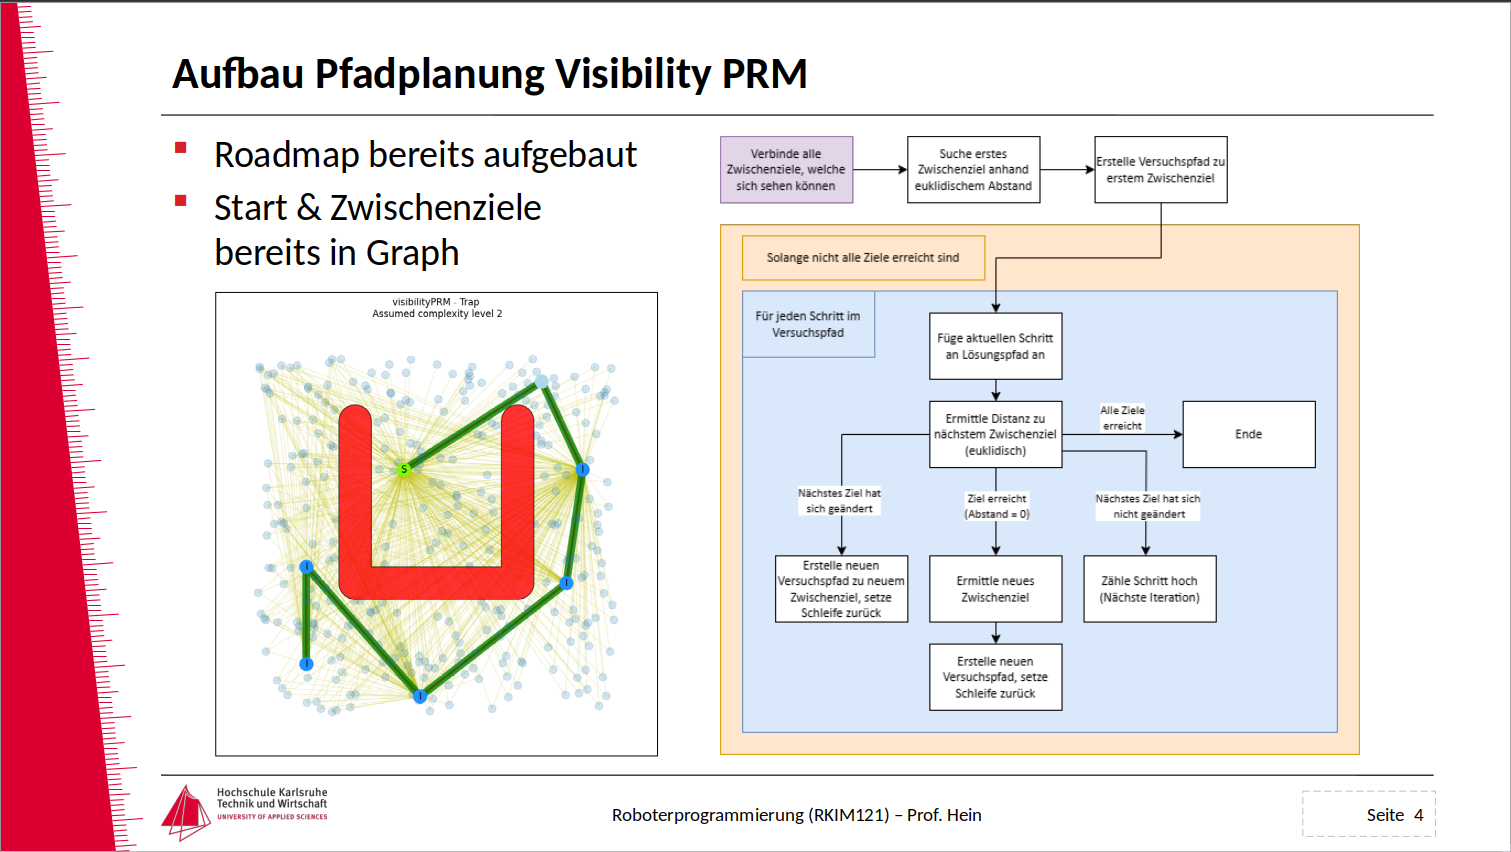 Aufbau Pfadplanung Visibility PRM
Roadmap bereits aufgebaut
Start & Zwischenziele
bereits in Graph
visibilityPRM - Trap
Assumed complexity level 2
S
I
I
I
I
I
Verbinde alle
Zwischenziele, welche
sich sehen können
Suche erstes
Zwischenziel anhand
euklidischem Abstand
Erstelle Versuchspfad zu
erstem Zwischenziel
Solange nicht alle Ziele erreicht sind
Für jeden Schritt im
Versuchspfad
Füge aktuellen Schritt
an Lösungspfad an
Ermittle Distanz zu
nächstem Zwischenziel
(euklidisch)
Alle Ziele
erreicht
Ende
Nächstes Ziel hat
sich geändert
Ziel erreicht
(Abstand = 0)
Nächstes Ziel hat sich
nicht geändert
Erstelle neuen
Versuchspfad zu neuem
Zwischenziel, setze
Schleife zurück
Ermittle neues
Zwischenziel
Zähle Schritt hoch
(Nächste Iteration)
Erstelle neuen
Versuchspfad, setze
Schleife zurück
Hochschule Karlsruhe
Technik und Wirtschaft
UNIVERSITY OF APPLIED SCIENCES
Roboterprogrammierung (RKIM121) – Prof. Hein
Seite 4